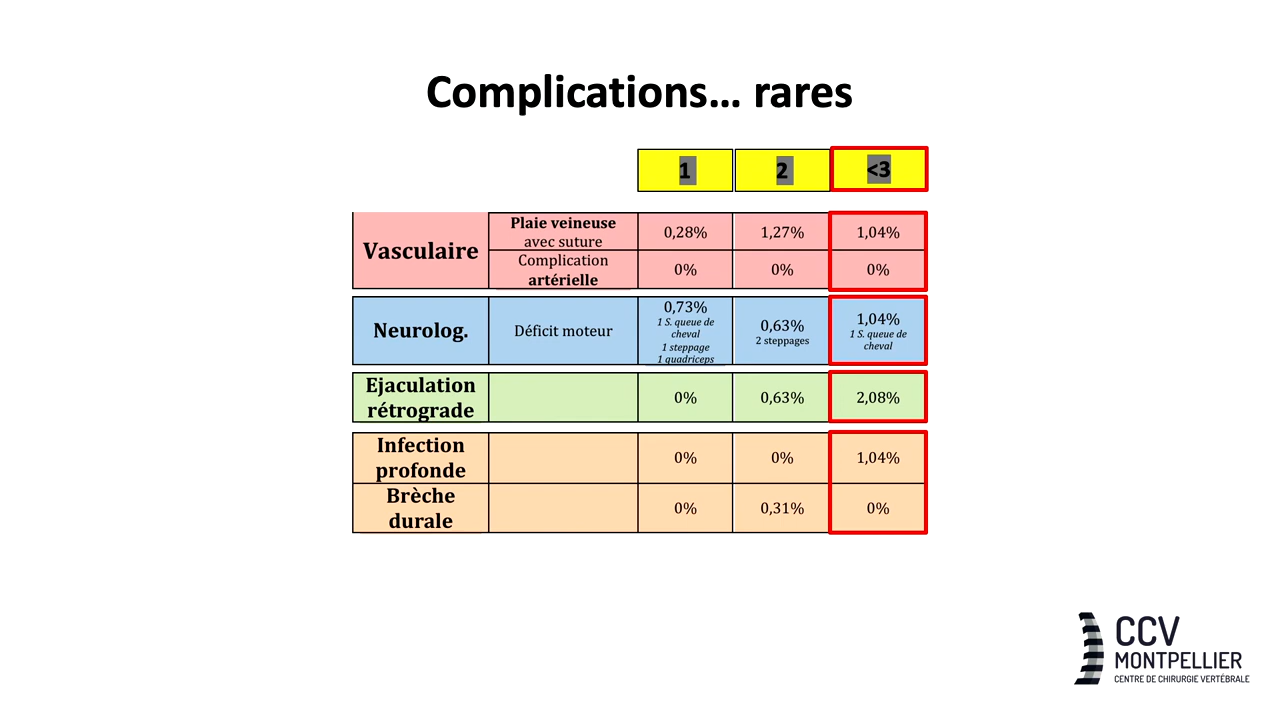 Complications... rares
1 2 <3
Vasculaire
Plaie veineuse
avec suture
0,28% 1,27% 1,04%
Complication
artérielle
0% 0% 0%
Neurolog.
Déficit moteur
0,73%
1 S. queue de
cheval
1 steppage
1 quadriceps
0,63%
2 steppages
1,04%
1 S. queue de
cheval
Ejaculation
rétrograde
0% 0,63% 2,08%
Infection
profonde
0% 0% 1,04%
Brèche
durale
0% 0,31% 0%
CCV
MONTPELLIER
CENTRE DE CHIRURGIE VERTÉBRALE